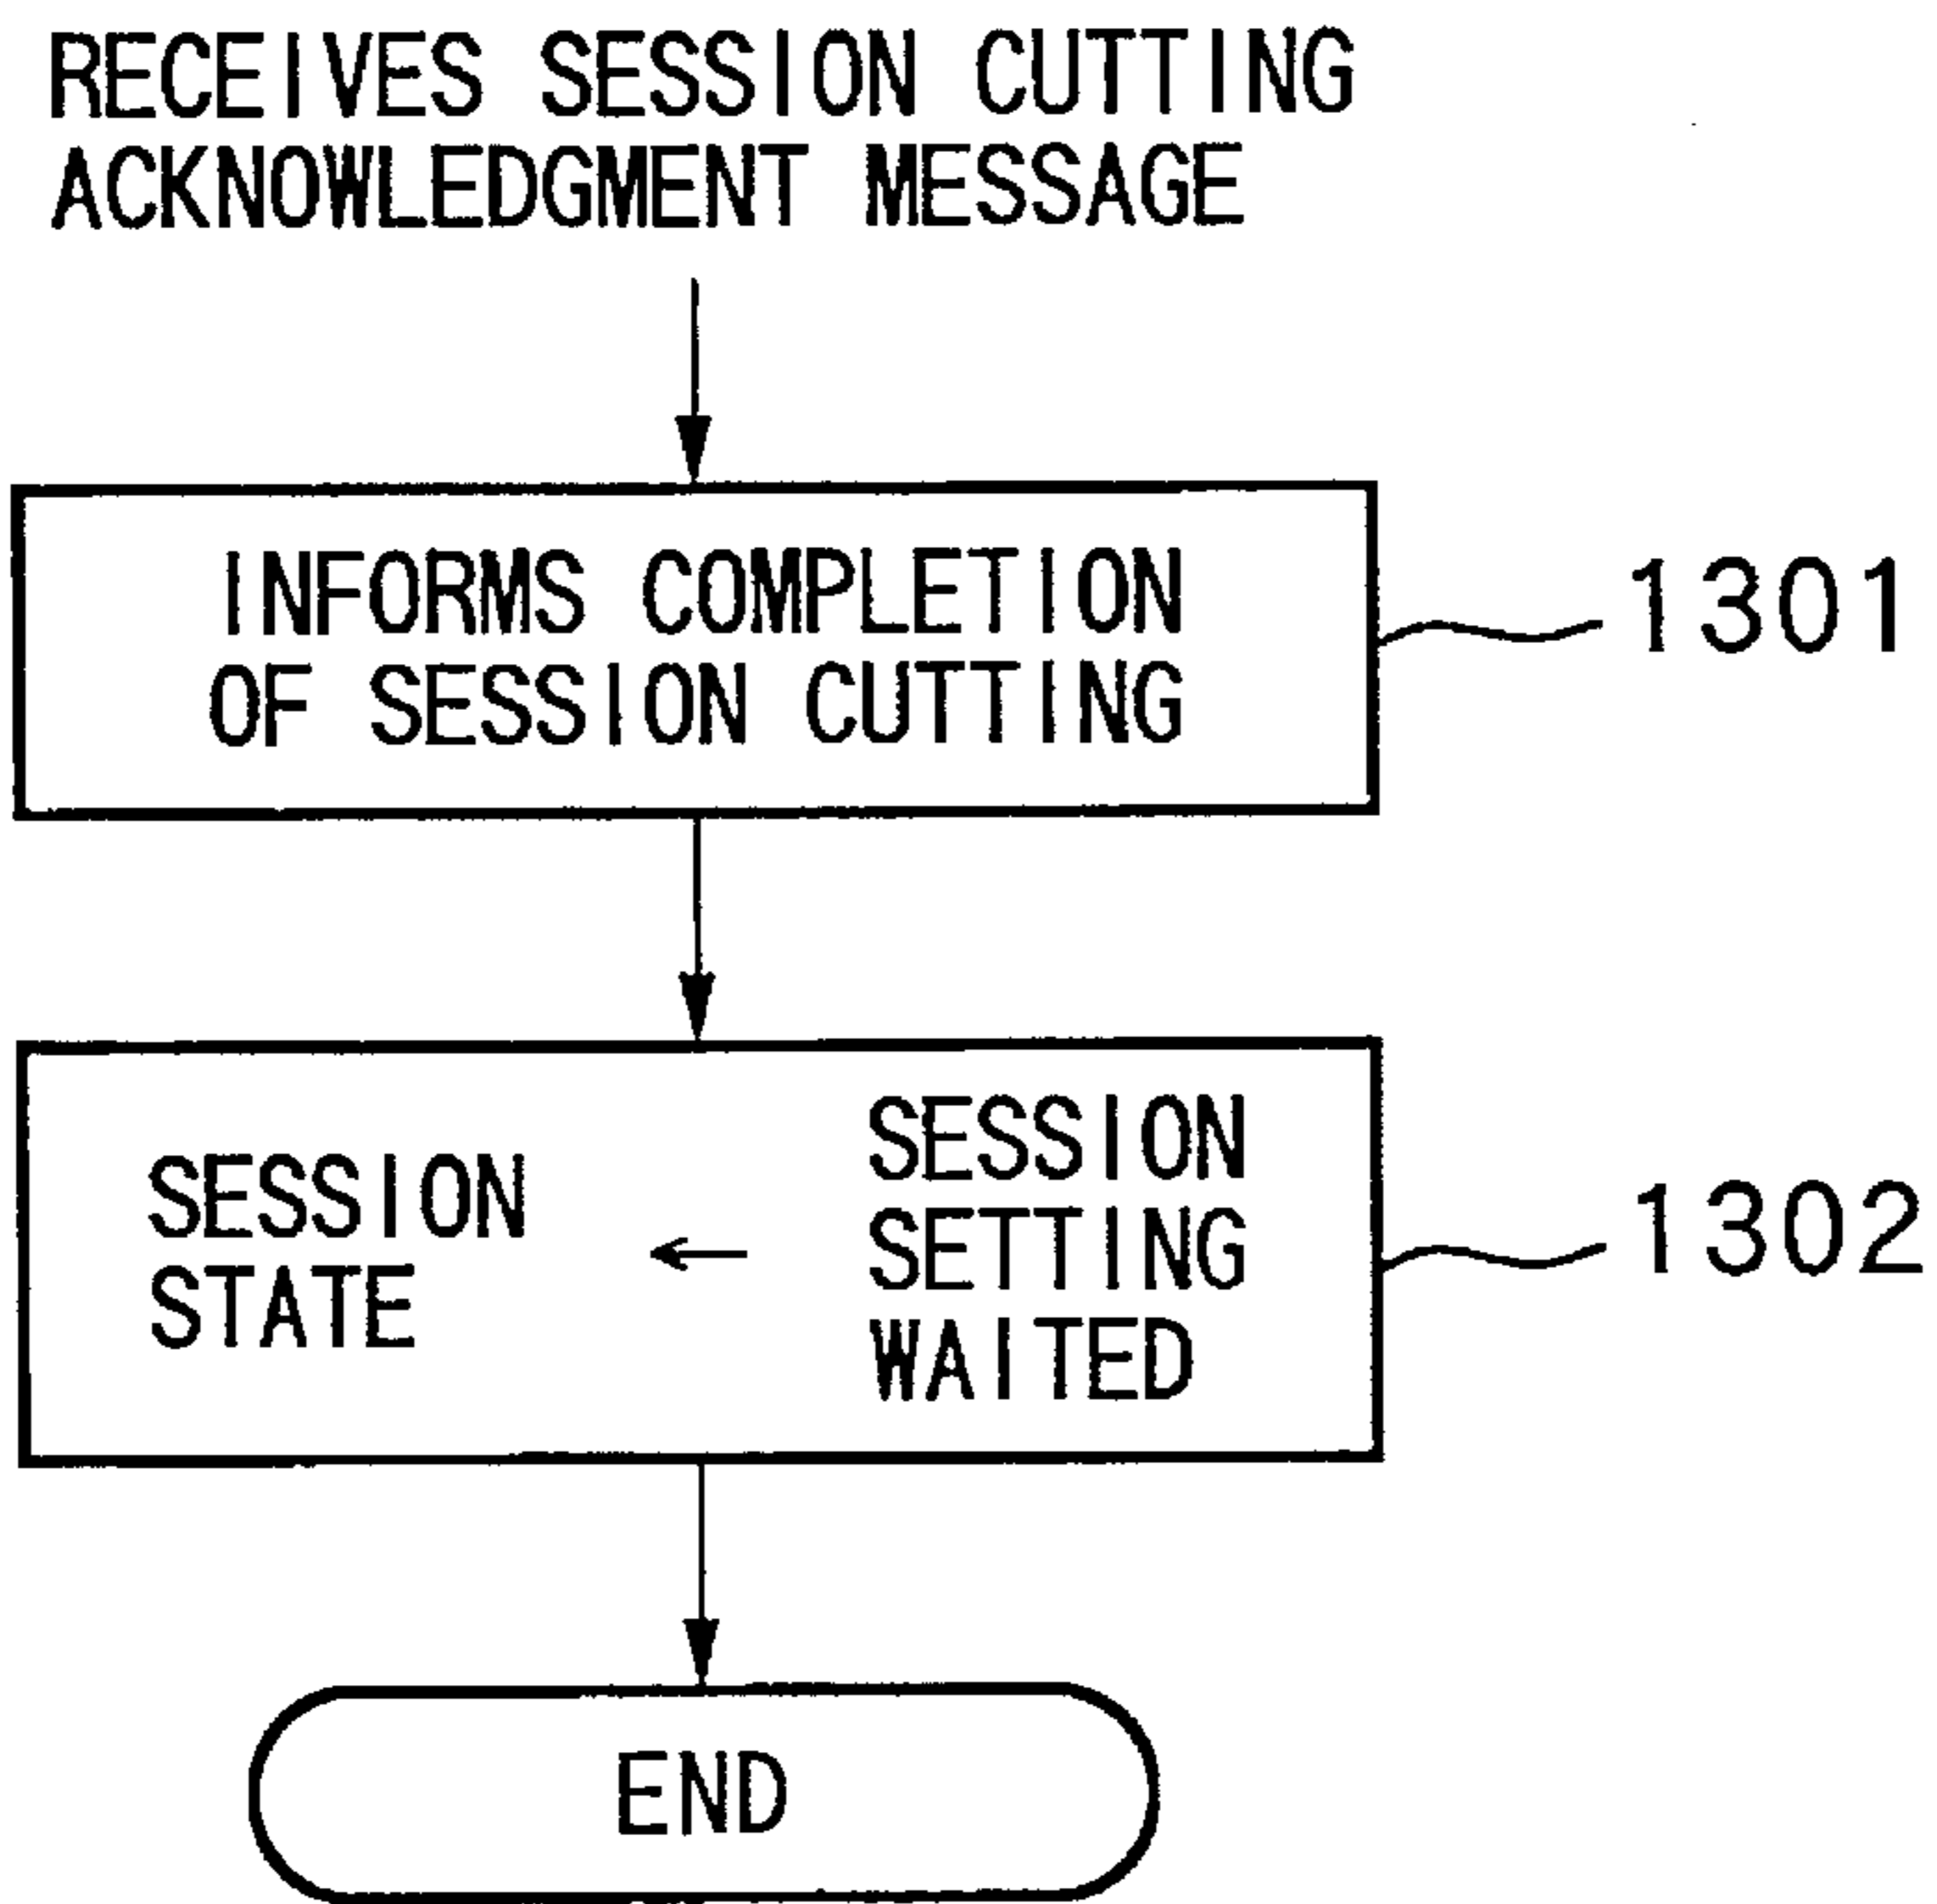 RECEIVES SESSION CUTTING
ACKNOWLEDGMENT MESSAGE
INFORMS COMPLETION
OF SESSION CUTTING
1301
SESSION
STATE
←
SESSION
SETTING
WAITED
1302
END